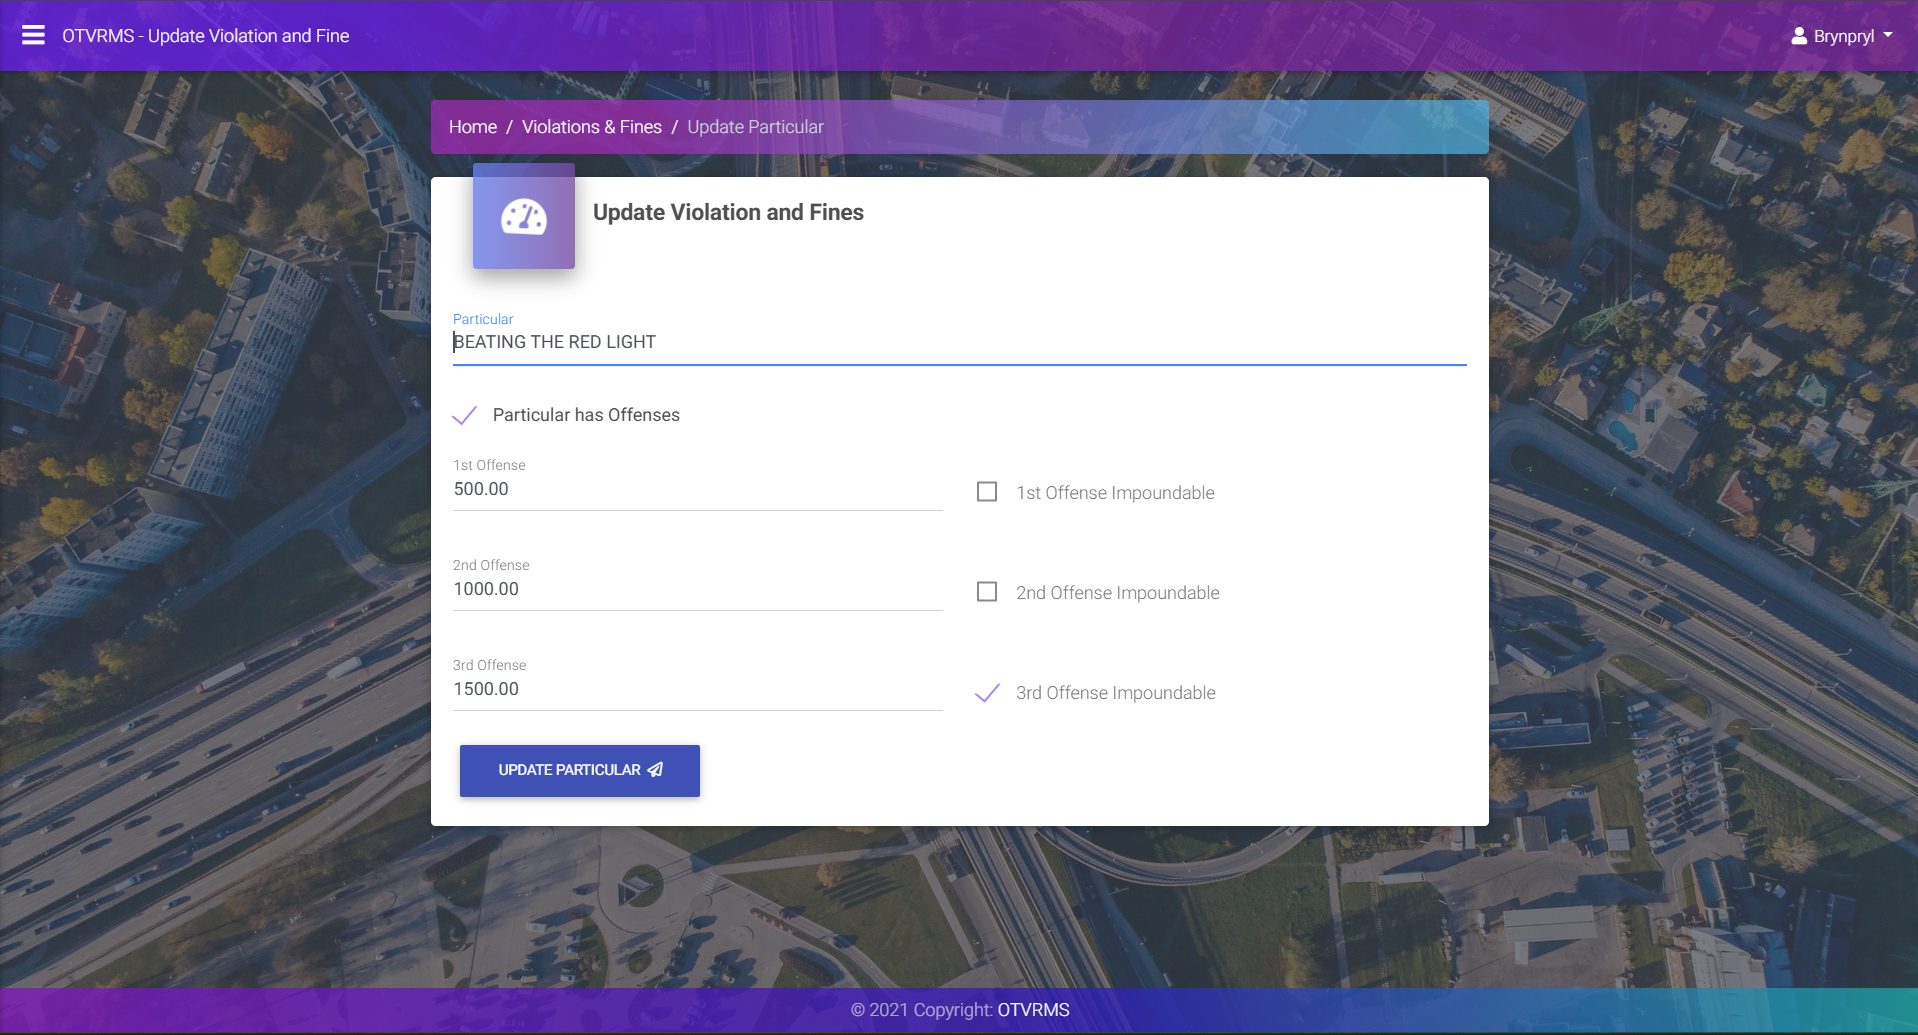 OTVRMS - Update Violation and Fine
Brynpryl
Home / Violations & Fines / Update Particular
Update Violation and Fines
Particular
BEATING THE RED LIGHT
Particular has Offenses
1st Offense
500.00
1st Offense Impoundable
2nd Offense
1000.00
2nd Offense Impoundable
3rd Offense
1500.00
3rd Offense Impoundable
UPDATE PARTICULAR
© 2021 Copyright: OTVRMS